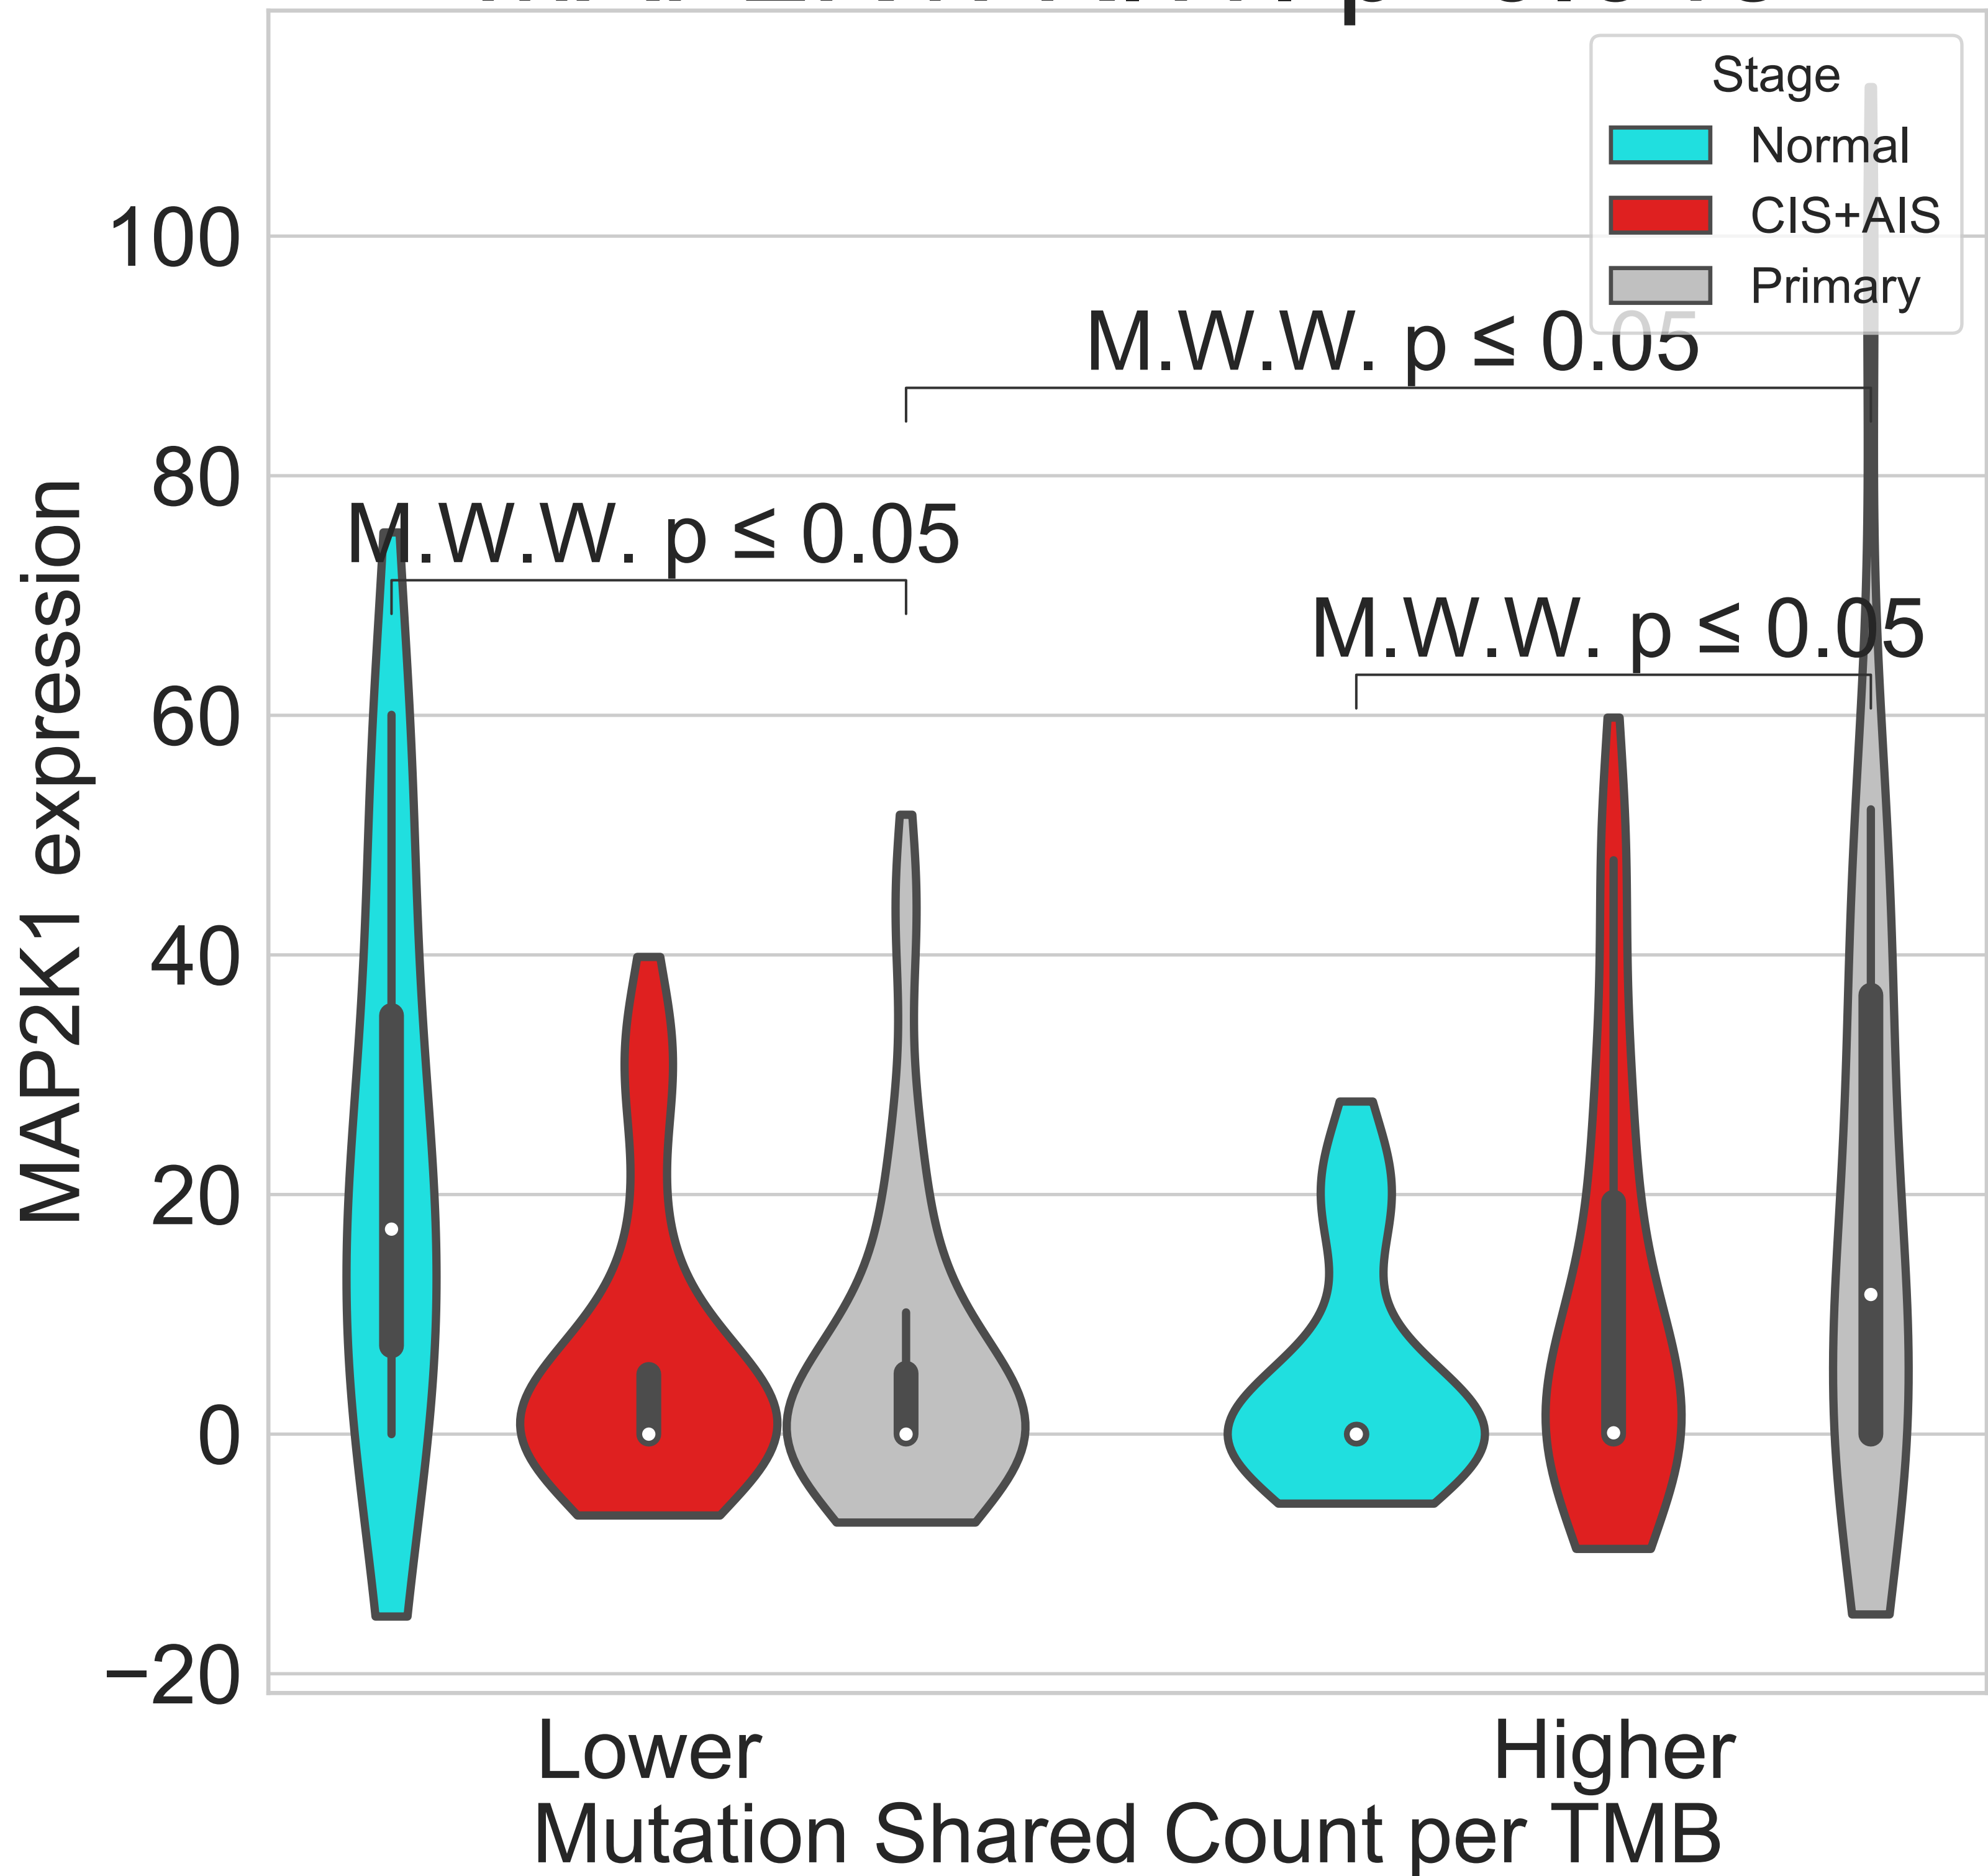 Stage
Normal
CIS+AIS
Primary
M.W.W. p ≤ 0.05
M.W.W. p ≤ 0.05
M.W.W. p ≤ 0.05
100
80
60
40
20
0
−20
MAP2K1 expression
Lower
Higher
Mutation Shared Count per TMB